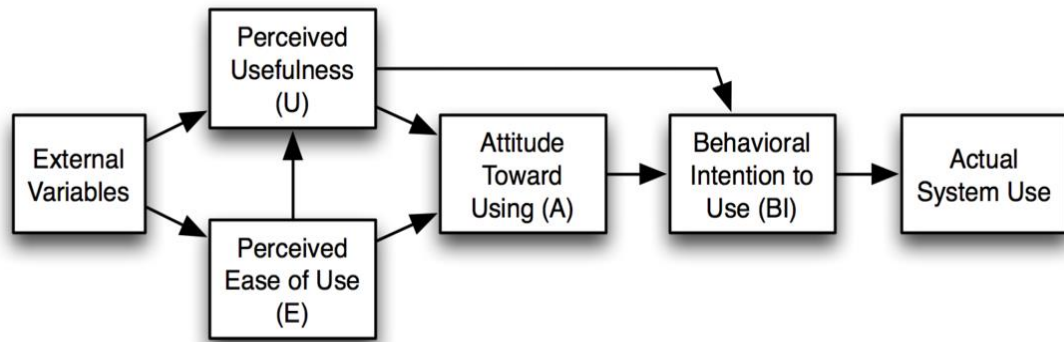 External
Variables
Perceived
Usefulness
(U)
Perceived
Ease of Use
(E)
Attitude
Toward
Using (A)
Behavioral
Intention to
Use (BI)
Actual
System Use